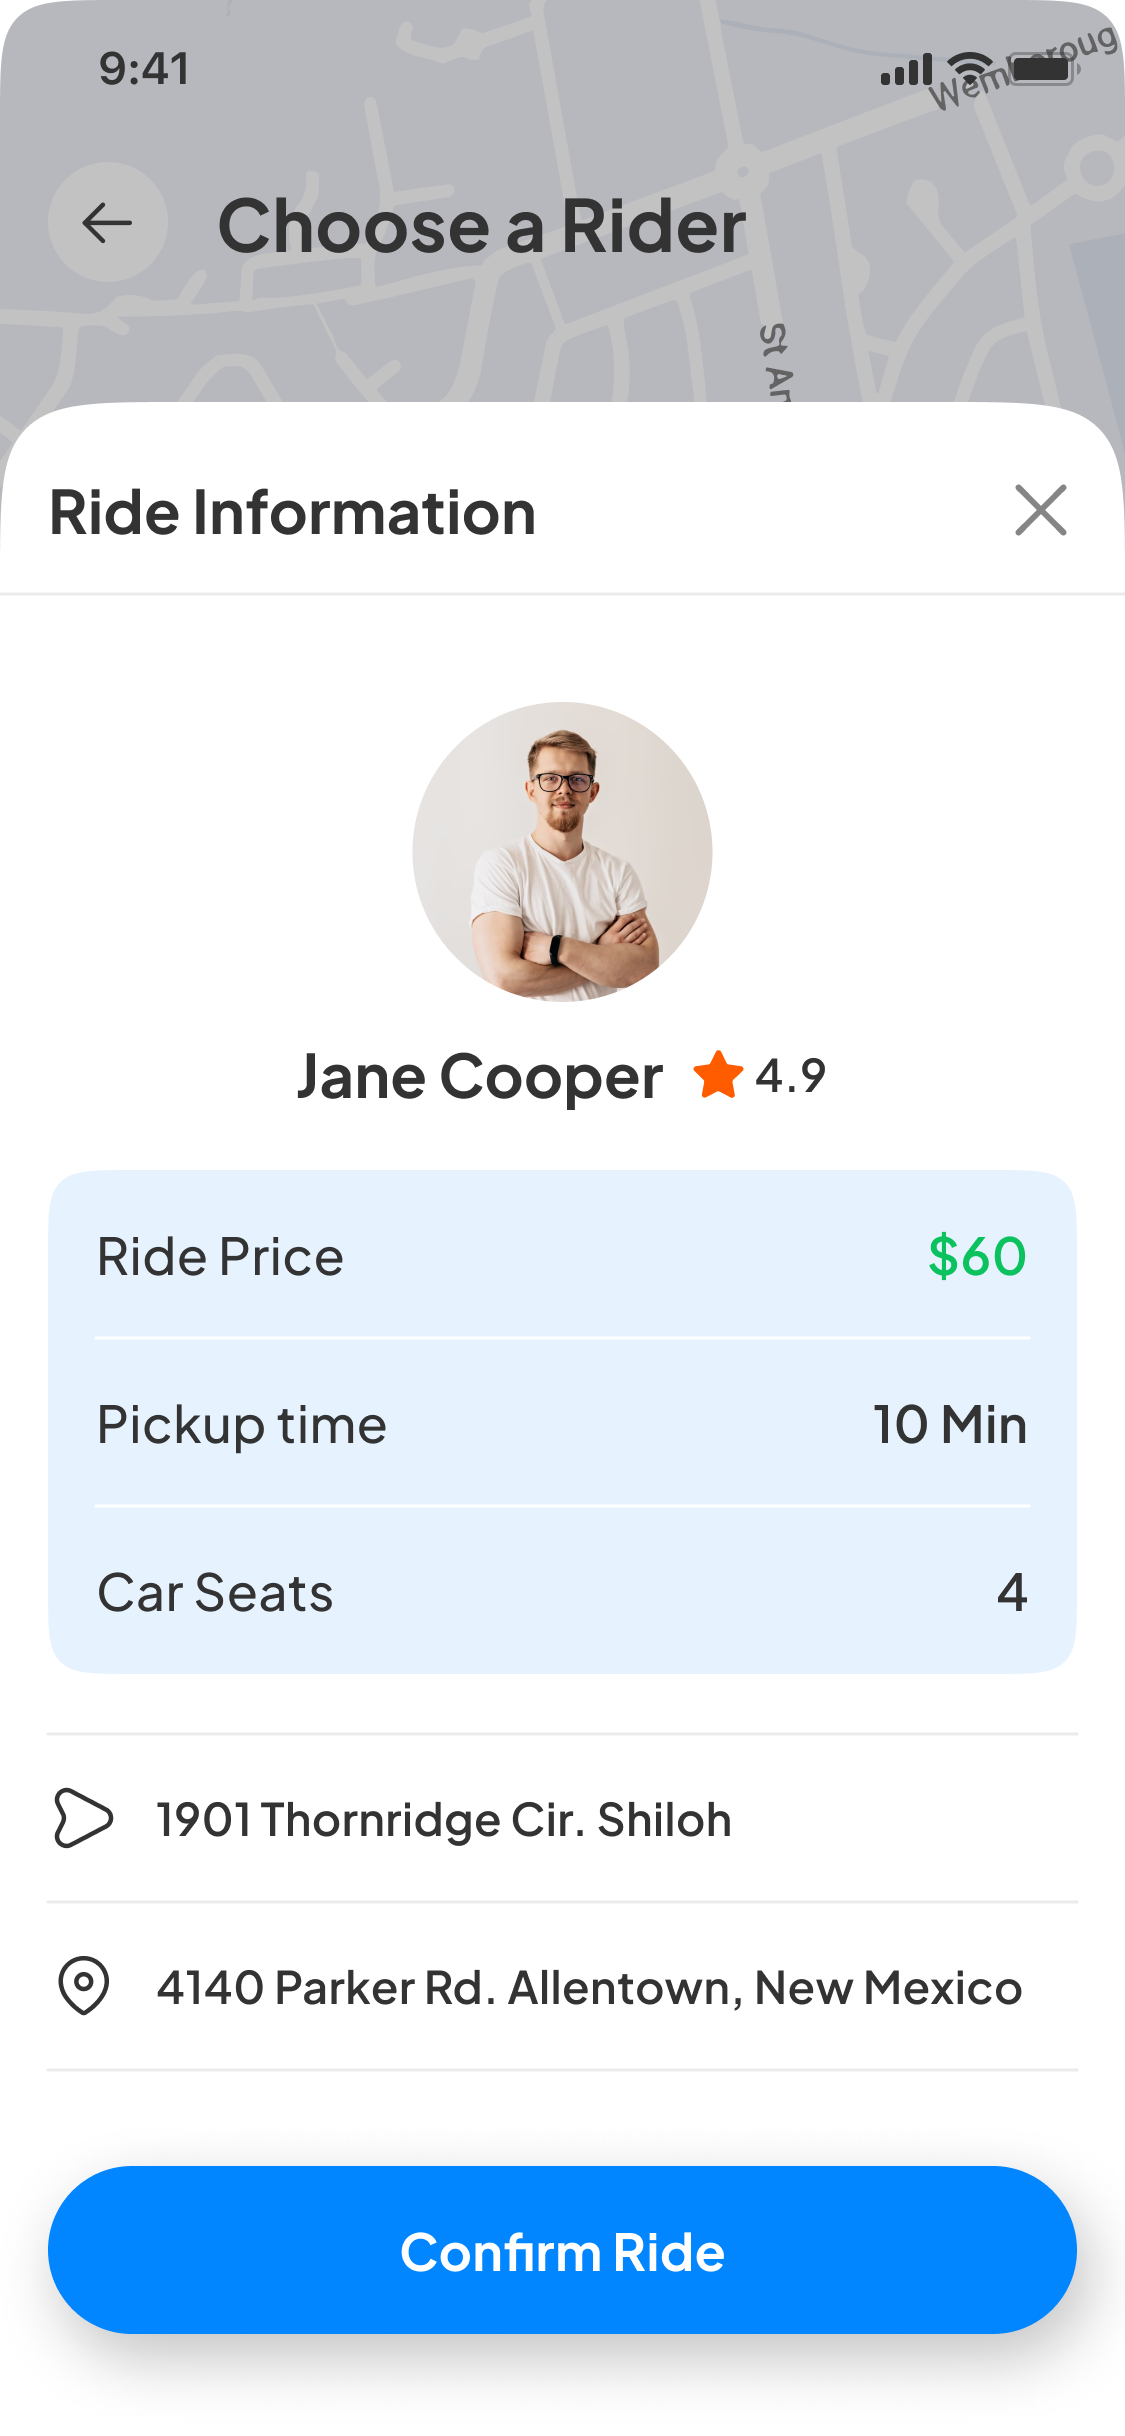 9:41
Wemboroug
Choose a Rider
St An
Ride Information
Jane Cooper 4.9
Ride Price $60
Pickup time 10 Min
Car Seats 4
1901 Thornridge Cir. Shiloh
4140 Parker Rd. Allentown, New Mexico
Confirm Ride